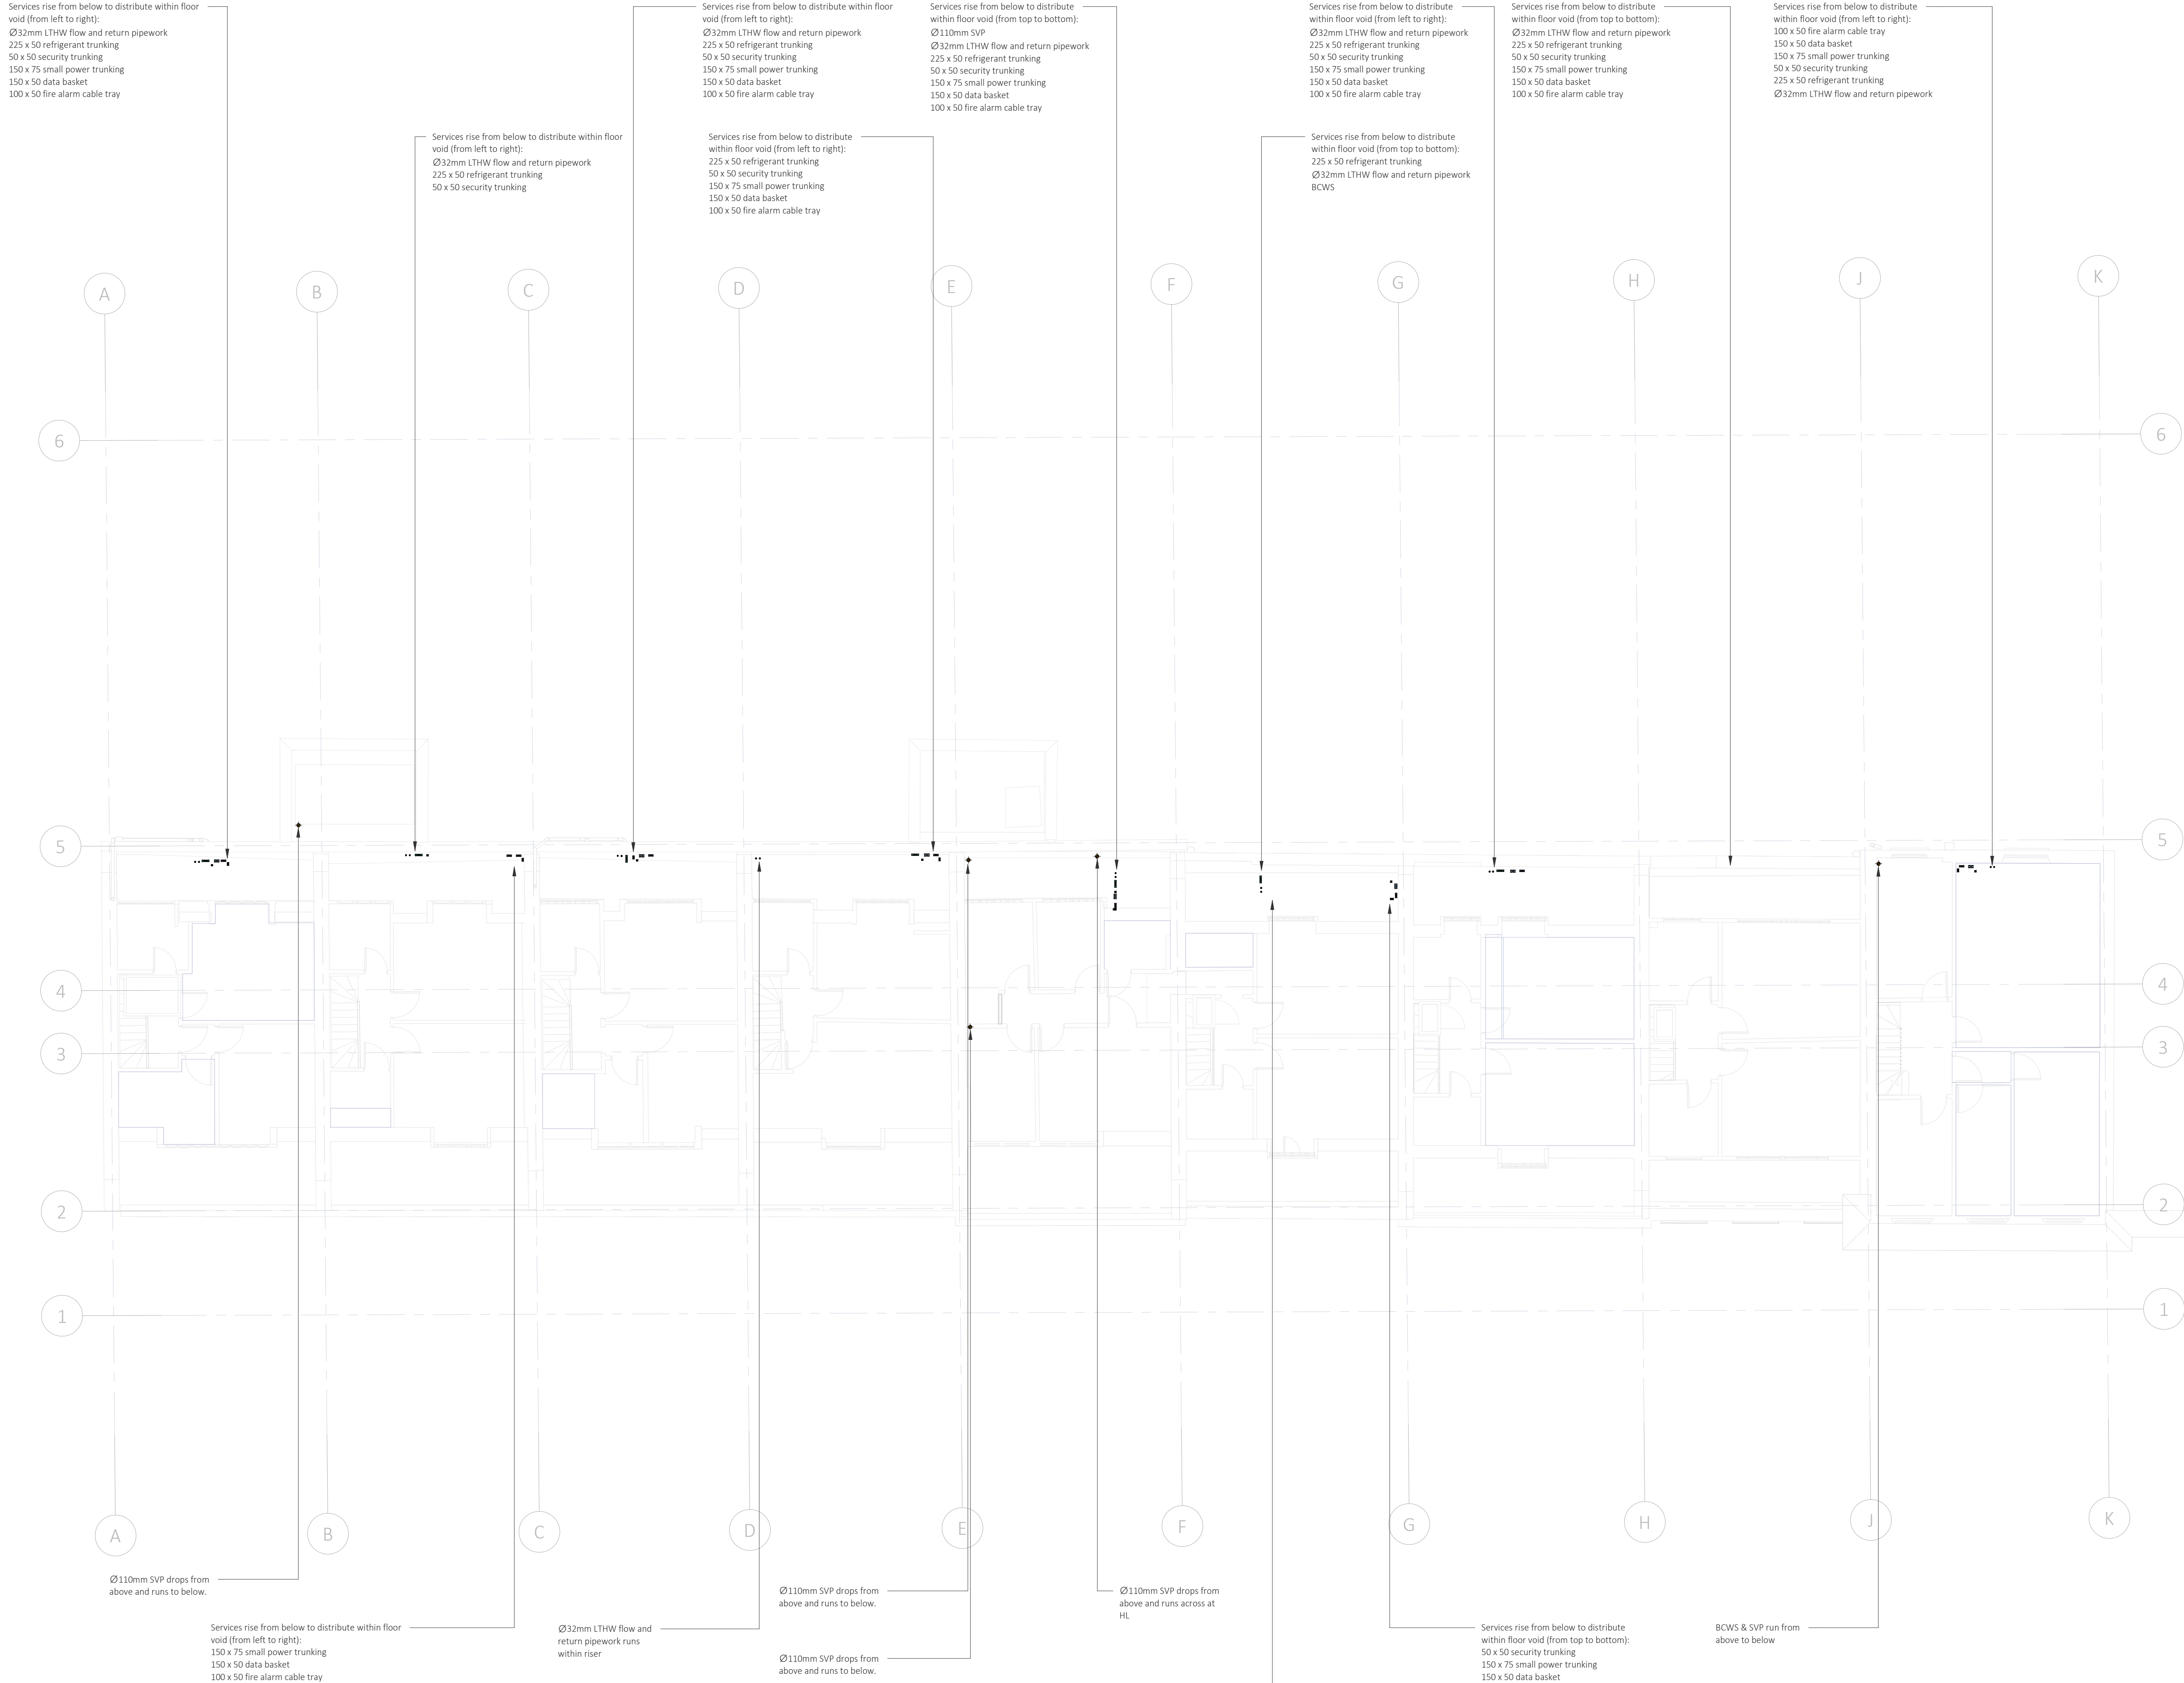 Services rise from below to distribute within floor
void (from left to right):
Ø32mm LTHW flow and return pipework
225 x 50 refrigerant trunking
50 x 50 security trunking
150 x 75 small power trunking
150 x 50 data basket
100 x 50 fire alarm cable tray
Services rise from below to distribute within floor
void (from left to right):
Ø32mm LTHW flow and return pipework
225 x 50 refrigerant trunking
50 x 50 security trunking
150 x 75 small power trunking
150 x 50 data basket
100 x 50 fire alarm cable tray
Services rise from below to distribute
within floor void (from top to bottom):
Ø110mm SVP
Ø32mm LTHW flow and return pipework
225 x 50 refrigerant trunking
50 x 50 security trunking
150 x 75 small power trunking
150 x 50 data basket
100 x 50 fire alarm cable tray
Services rise from below to distribute
within floor void (from left to right):
Ø32mm LTHW flow and return pipework
225 x 50 refrigerant trunking
50 x 50 security trunking
150 x 75 small power trunking
150 x 50 data basket
100 x 50 fire alarm cable tray
Services rise from below to distribute
within floor void (from top to bottom):
Ø32mm LTHW flow and return pipework
225 x 50 refrigerant trunking
50 x 50 security trunking
150 x 75 small power trunking
150 x 50 data basket
100 x 50 fire alarm cable tray
Services rise from below to distribute
within floor void (from left to right):
100 x 50 fire alarm cable tray
150 x 50 data basket
150 x 75 small power trunking
50 x 50 security trunking
225 x 50 refrigerant trunking
Ø32mm LTHW flow and return pipework
Services rise from below to distribute within floor
void (from left to right):
Ø32mm LTHW flow and return pipework
225 x 50 refrigerant trunking
50 x 50 security trunking
Services rise from below to distribute
within floor void (from left to right):
225 x 50 refrigerant trunking
50 x 50 security trunking
150 x 75 small power trunking
150 x 50 data basket
100 x 50 fire alarm cable tray
Services rise from below to distribute
within floor void (from top to bottom):
225 x 50 refrigerant trunking
Ø32mm LTHW flow and return pipework
BCWS
A B C D E F G H J K
6 6
5 5
4 4
3 3
2 2
1 1
A B C D E F G H J K
Ø110mm SVP drops from
above and runs to below.
Services rise from below to distribute within floor
void (from left to right):
150 x 75 small power trunking
150 x 50 data basket
100 x 50 fire alarm cable tray
Ø32mm LTHW flow and
return pipework runs
within riser
Ø110mm SVP drops from
above and runs to below.
Ø110mm SVP drops from
above and runs to below.
Ø110mm SVP drops from
above and runs across at
HL
Services rise from below to distribute
within floor void (from top to bottom):
50 x 50 security trunking
150 x 75 small power trunking
150 x 50 data basket
BCWS & SVP run from
above to below